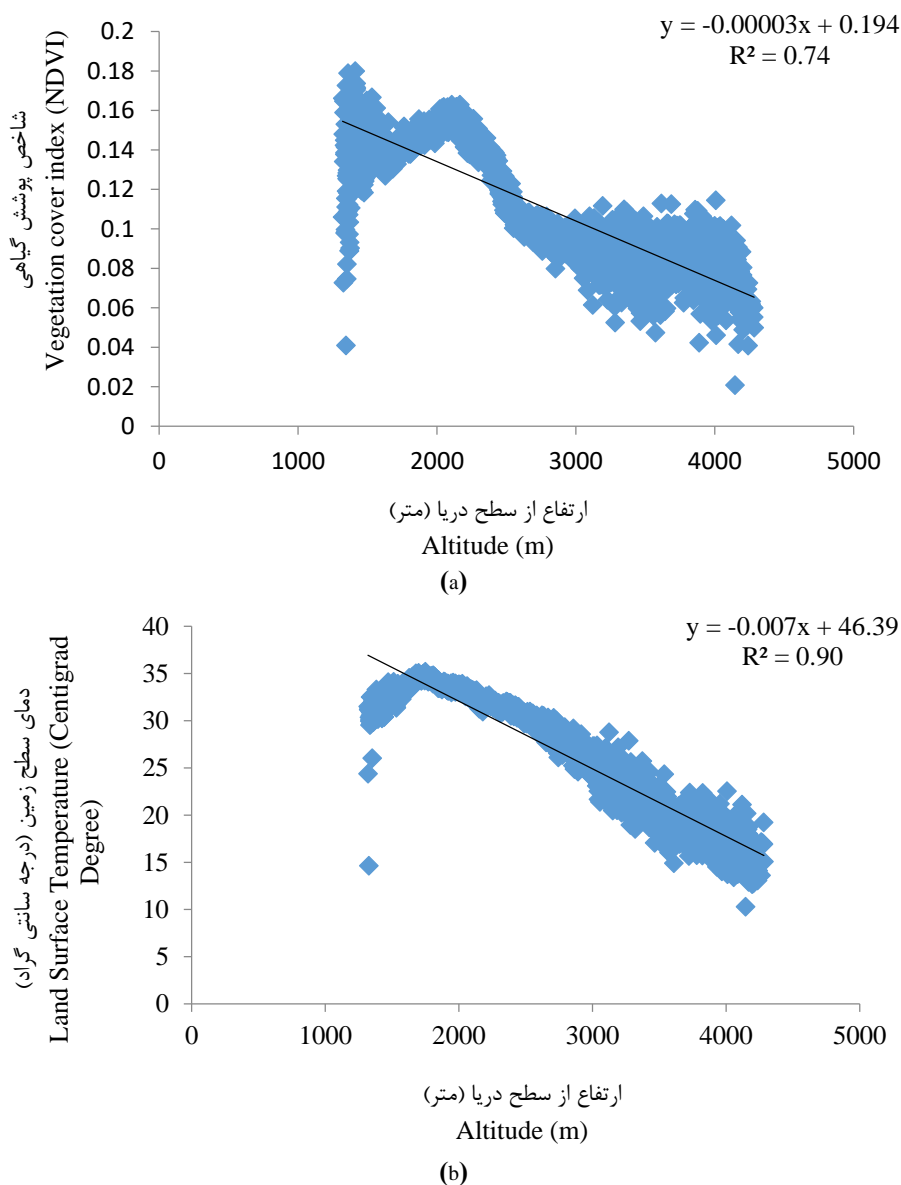 y = -0.00003x + 0.194
R² = 0.74
0.2
0.18
0.16
0.14
0.12
0.1
0.08
0.06
0.04
0.02
0
شاخص پوشش گیاهی
Vegetation cover index (NDVI)
0 1000 2000 3000 4000 5000
ارتفاع از سطح دریا (متر)
Altitude (m)
(a)
y = -0.007x + 46.39
R² = 0.90
40
35
30
25
20
15
10
5
0
دمای سطح زمین (درجه سانتی گراد)
Land Surface Temperature (Centigrad
Degree)
0 1000 2000 3000 4000 5000
ارتفاع از سطح دریا (متر)
Altitude (m)
(b)